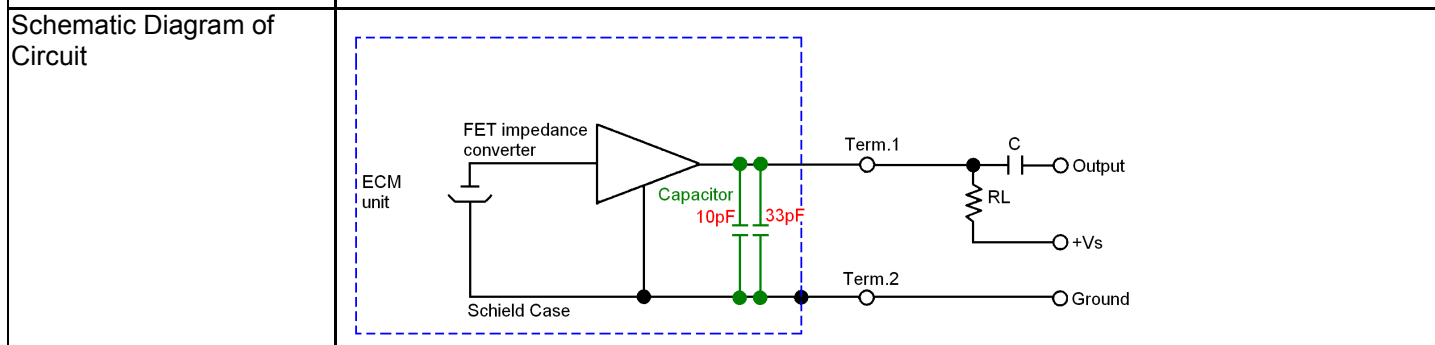 Schematic Diagram of
Circuit
FET impedance
converter
ECM
unit
Capacitor
10pF
33pF
Schield Case
Term.1
C
Output
RL
+Vs
Term.2
Ground